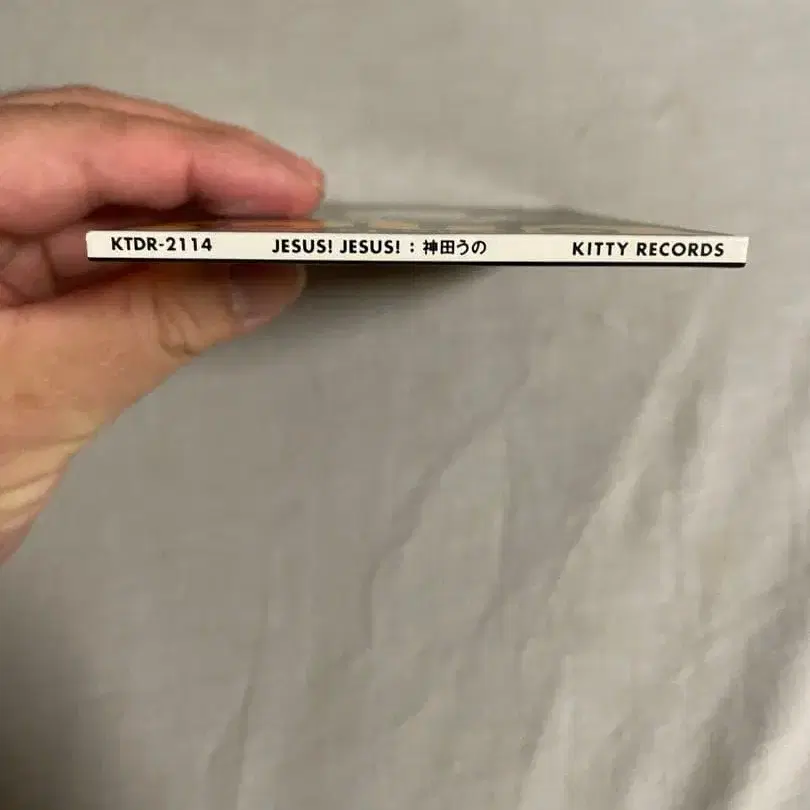 KTDR-2114 JESUS! JESUS! : 神田うの KITTY RECORDS